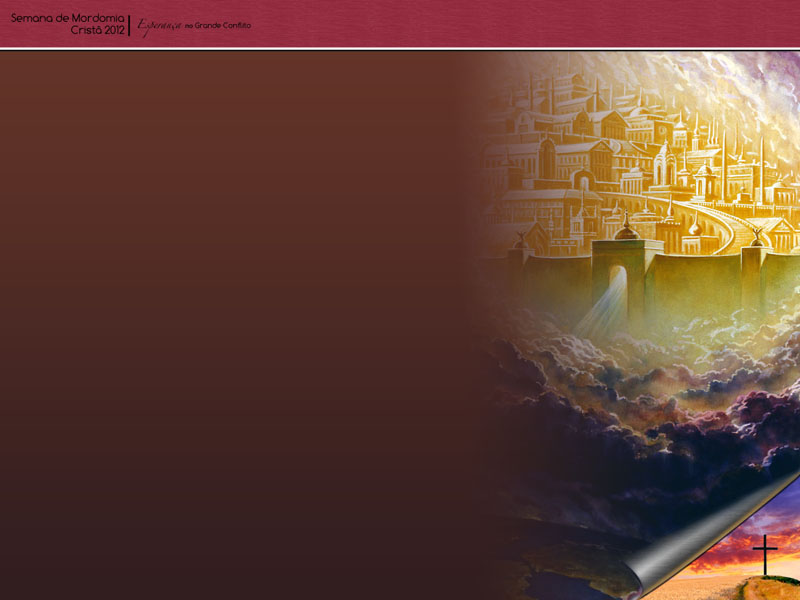 Semana de Mordomia
Cristã 2012
Esperança no Grande Conflito